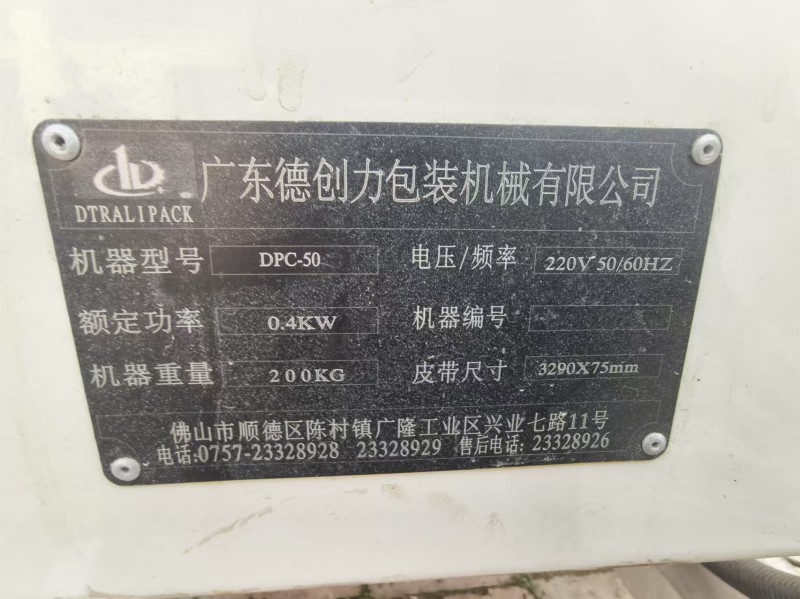 广东德创力包装机械有限公司
DTRALIPACK
机器型号 DPC-50 电压/频率 220V 50/60HZ
额定功率 0.4KW 机器编号
机器重量 200KG 皮带尺寸 3290X75mm
佛山市顺德区陈村镇广隆工业区兴业七路11号
电话:0757-23328928 23328929 售后电话: 23328926